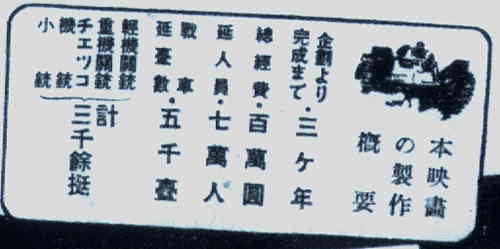 本映畫
の製作
概要
企劃より
完成まで・三ヶ年
總經費・百萬圓
延人員・七萬人
戰車
延臺數・五千臺
輕機關銃
重機關銃
チエツコ
機銃
小銃
計
三千餘挺